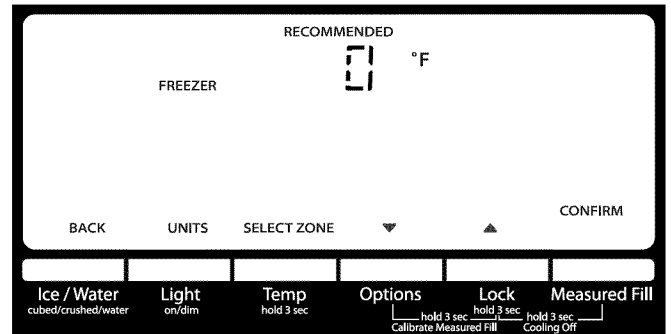 RECOMMENDED
0 °F
FREEZER
CONFIRM
BACK UNITS SELECT ZONE ▼ ▲
Ice / Water Light Temp Options Lock Measured Fill
cubed/crushed/water on/dim hold 3 sec hold 3 sec
hold 3 sec hold 3 sec
Calibrate Measured Fill Cooling Off